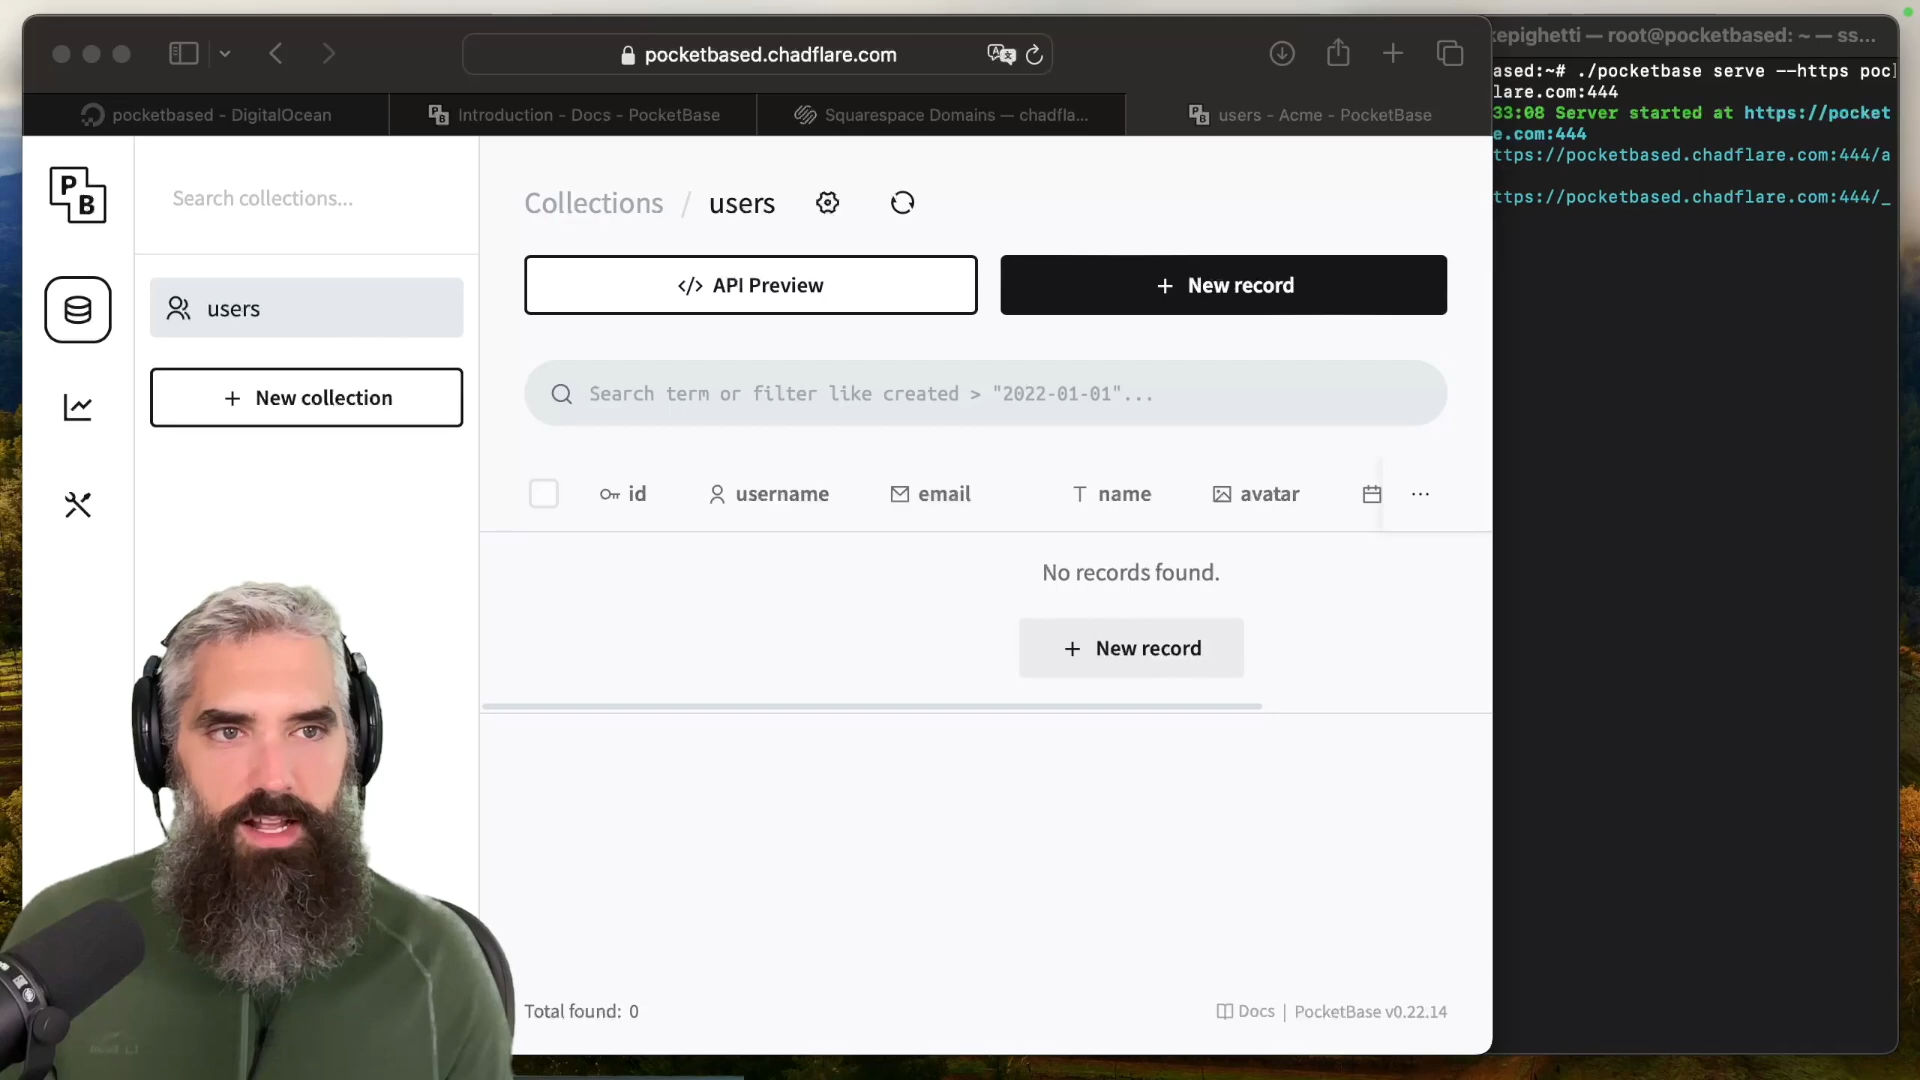 pocketbased.chadflare.com
pocketbased - DigitalOcean
Introduction - Docs - PocketBase
Squarespace Domains — chadfla...
users - Acme - PocketBase
P
B
Search collections...
users
+ New collection
Collections / users
</> API Preview
+ New record
Search term or filter like created > "2022-01-01"...
id
username
email
T name
avatar
...
No records found.
+ New record
Total found: 0
Docs | PocketBase v0.22.14
kepighetti — root@pocketbased: ~ — ss...
ased:~# ./pocketbase serve --https poc
lare.com:444
33:08 Server started at https://pocket
e.com:444
ttps://pocketbased.chadflare.com:444/a
ttps://pocketbased.chadflare.com:444/_